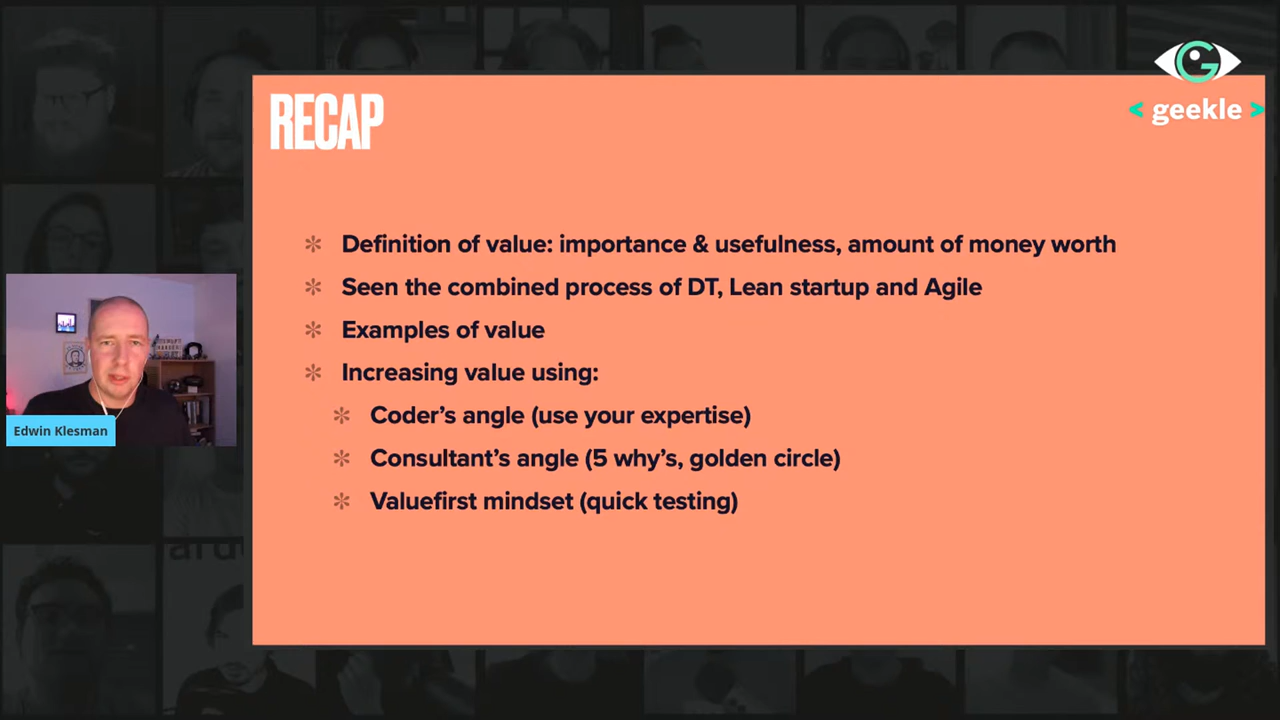 RECAP
< geekle >
* Definition of value: importance & usefulness, amount of money worth
* Seen the combined process of DT, Lean startup and Agile
* Examples of value
* Increasing value using:
* Coder’s angle (use your expertise)
* Consultant’s angle (5 why’s, golden circle)
* Valuefirst mindset (quick testing)
Edwin Klesman